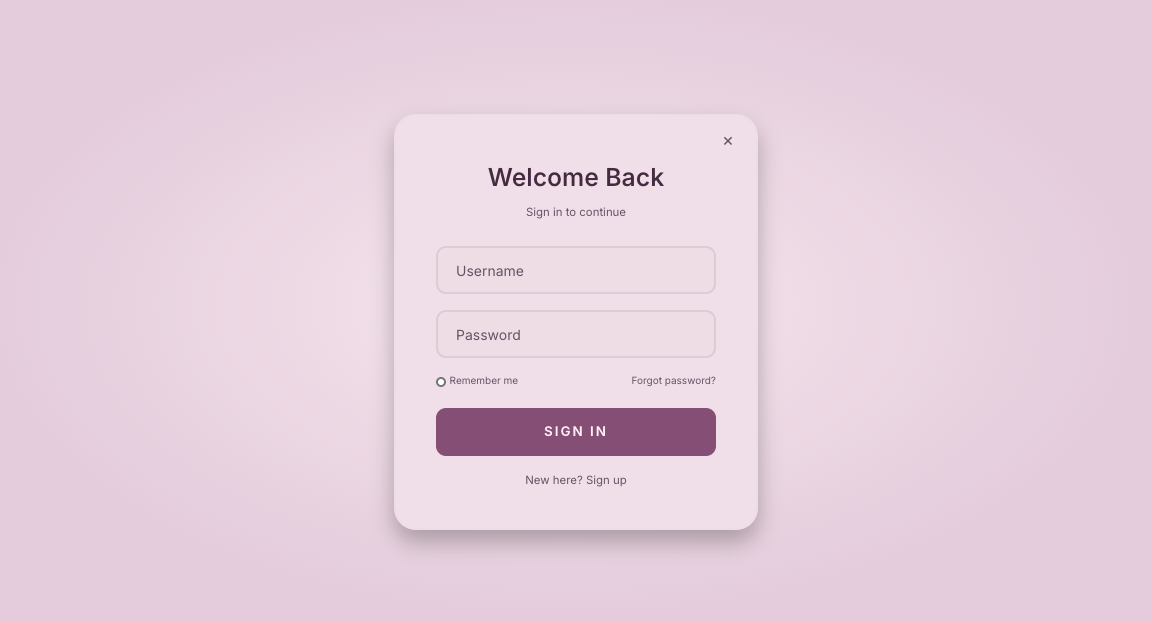 ×
Welcome Back
Sign in to continue
Username
Password
Remember me Forgot password?
SIGN IN
New here? Sign up